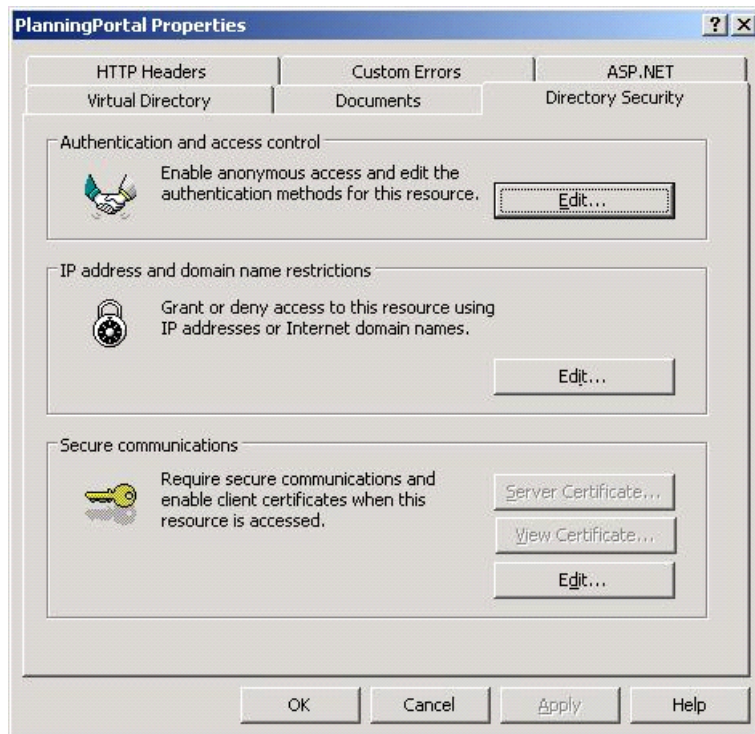 PlanningPortal Properties
?
X
HTTP Headers
Custom Errors
ASP.NET
Virtual Directory
Documents
Directory Security
Authentication and access control
Enable anonymous access and edit the
authentication methods for this resource.
Edit...
IP address and domain name restrictions
Grant or deny access to this resource using
IP addresses or Internet domain names.
Edit...
Secure communications
Require secure communications and
enable client certificates when this
resource is accessed.
Server Certificate...
View Certificate...
Edit...
OK
Cancel
Apply
Help